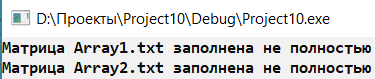 D:\Проекты\Project10\Debug\Project10.exe
Матрица Array1.txt заполнена не полностью
Матрица Array2.txt заполнена не полностью